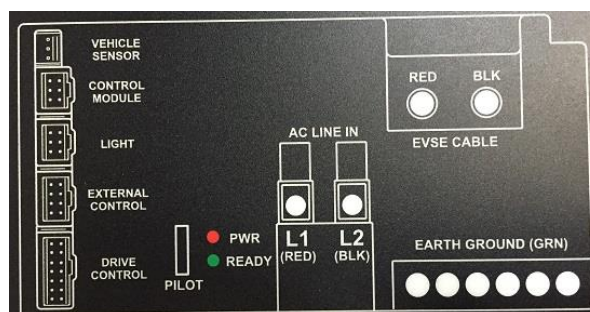 VEHICLE
SENSOR
CONTROL
MODULE
LIGHT
EXTERNAL
CONTROL
DRIVE
CONTROL
PILOT
PWR
READY
AC LINE IN
L1
(RED)
L2
(BLK)
RED
BLK
EVSE CABLE
EARTH GROUND (GRN)